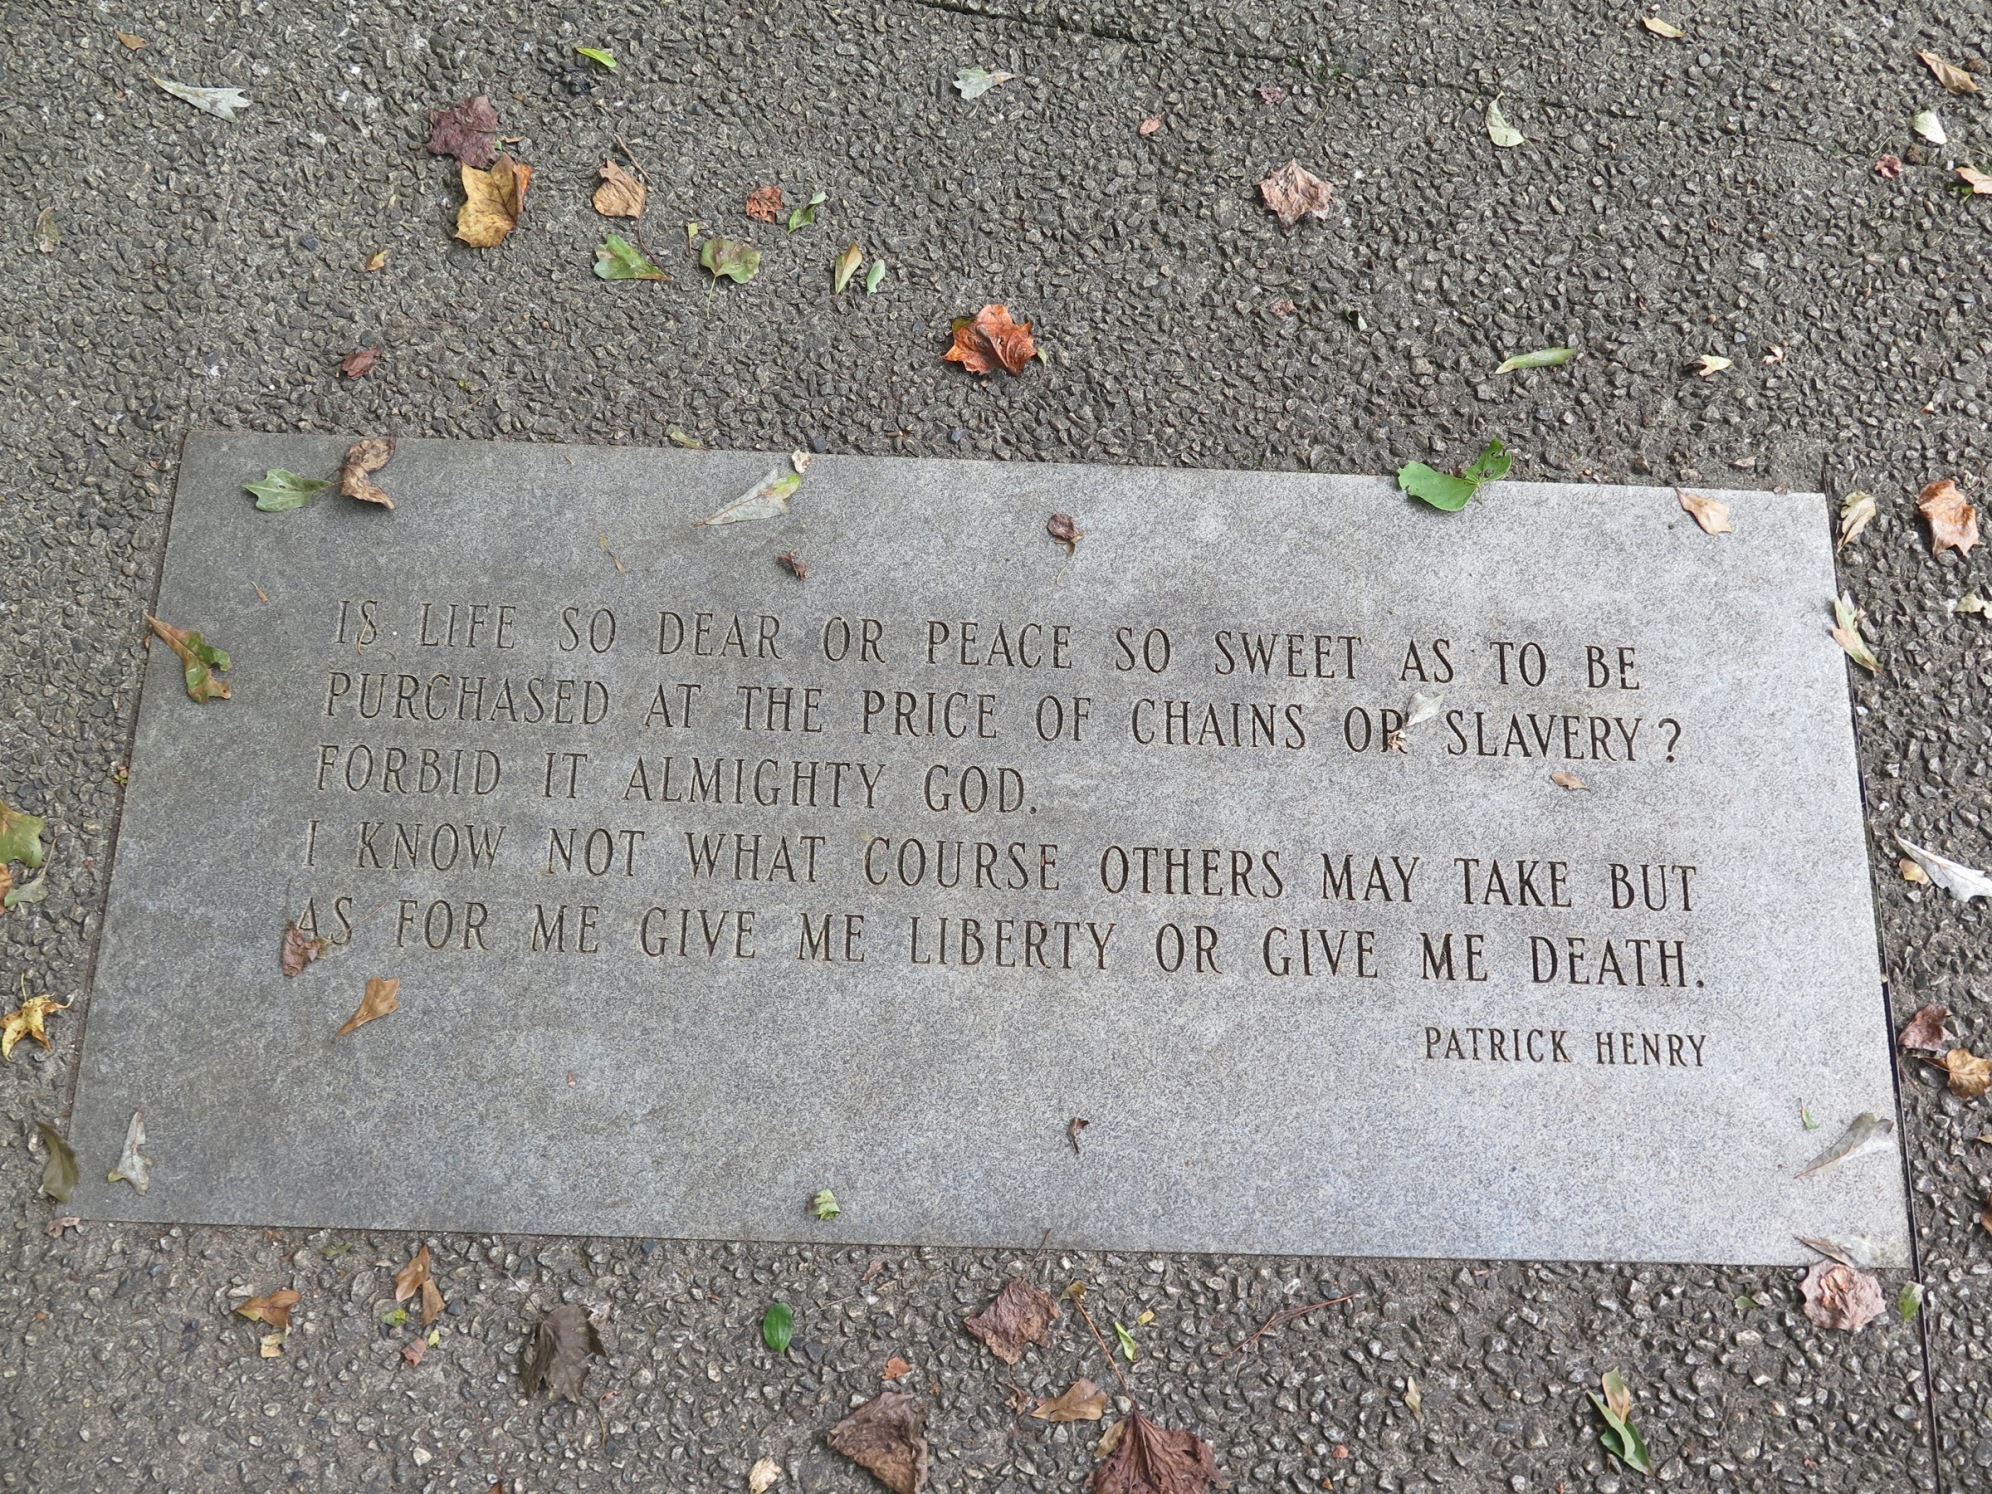 IS LIFE SO DEAR OR PEACE SO SWEET AS TO BE
PURCHASED AT THE PRICE OF CHAINS OR SLAVERY?
FORBID IT ALMIGHTY GOD.
I KNOW NOT WHAT COURSE OTHERS MAY TAKE BUT
AS FOR ME GIVE ME LIBERTY OR GIVE ME DEATH.
PATRICK HENRY